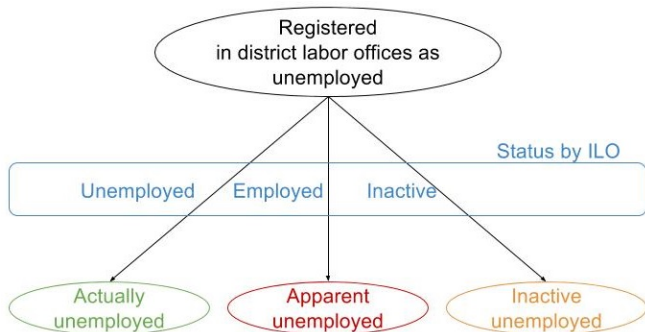 Registered
in district labor offices as
unemployed
Status by ILO
Unemployed Employed Inactive
Actually
unemployed
Apparent
unemployed
Inactive
unemployed